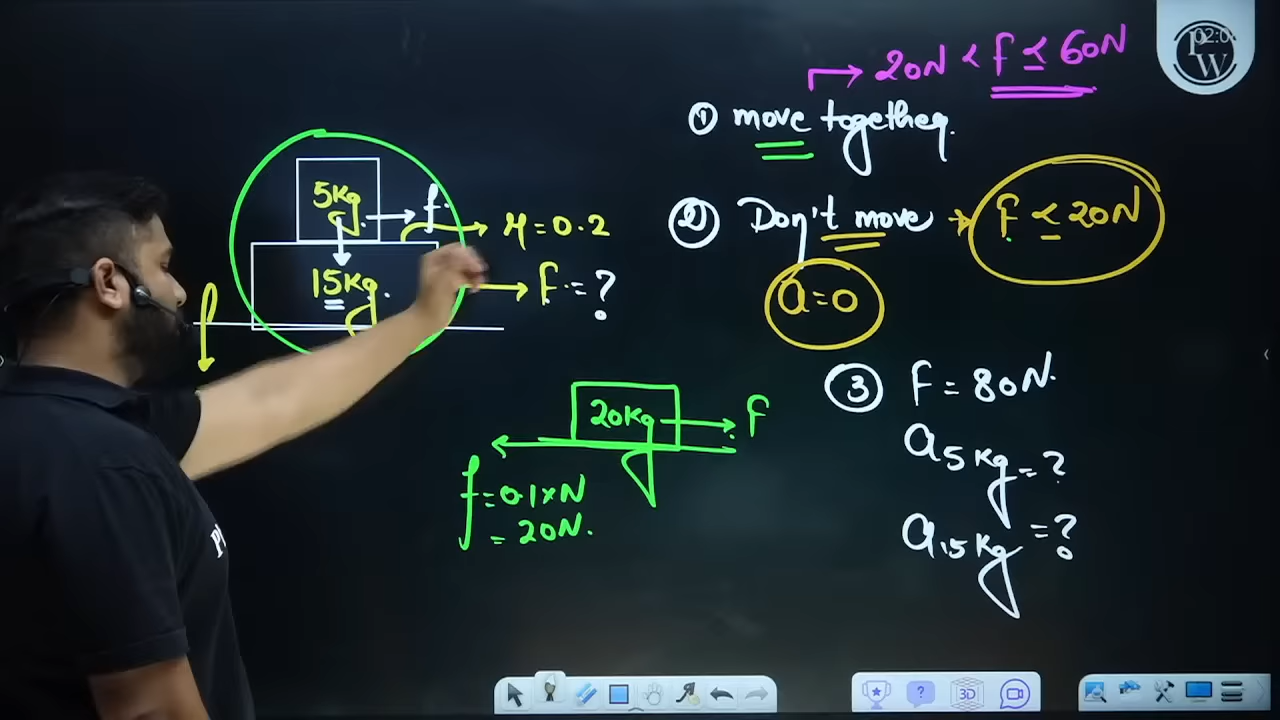 20N < f ≤ 60N
① move together.
② Don't move → f ≤ 20N
a = 0
③ F = 80N.
a5kg = ?
a15kg = ?
5kg
f
μ = 0.2
15kg.
F = ?
f
20kg
F
f = 0.1 × N
= 20N.
PW